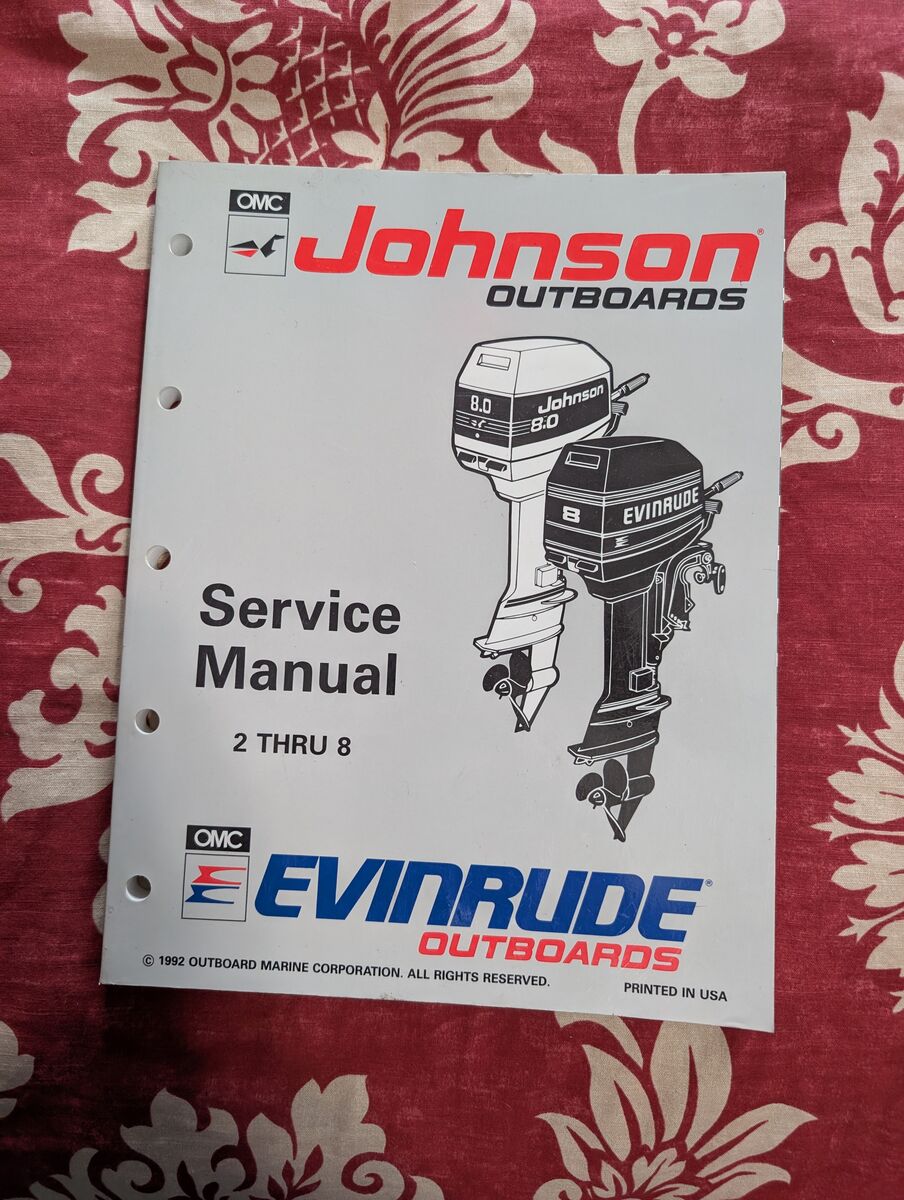 OMC
Johnson®
OUTBOARDS
8.0
Johnson
8.0
8
EVINRUDE
Service
Manual
2 THRU 8
OMC
EVINRUDE®
OUTBOARDS
© 1992 OUTBOARD MARINE CORPORATION. ALL RIGHTS RESERVED.
PRINTED IN USA